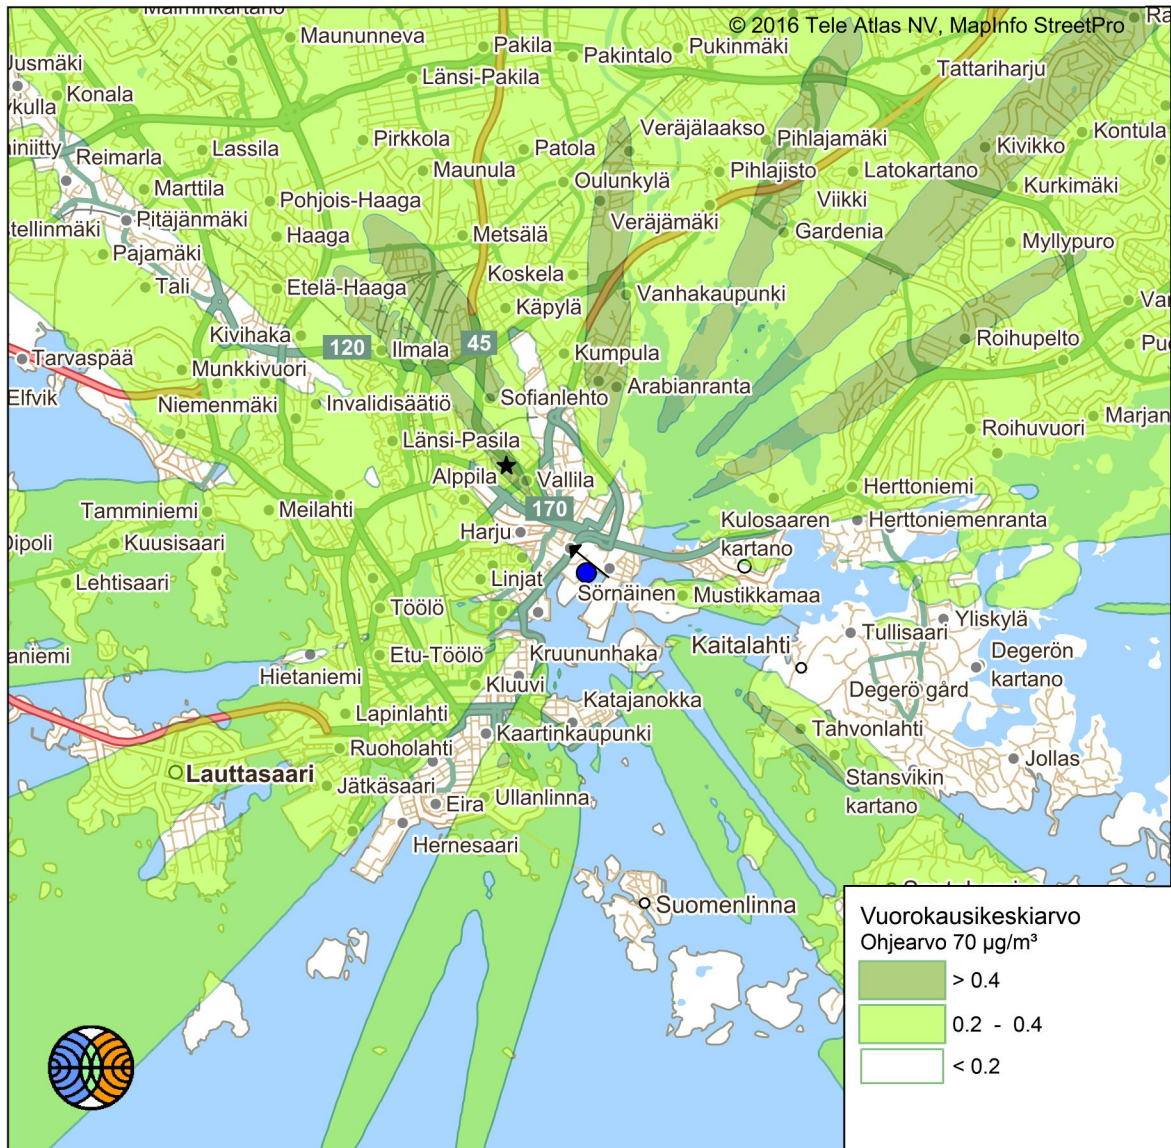 Malminkartano
© 2016 Tele Atlas NV, MapInfo StreetPro
Maununneva
Pakila
Pakintalo
Pukinmäki
Länsi-Pakila
Tattariharju
Konala
Veräjälaakso
Pihlajamäki
Kontula
Kivikko
Reimarla
Lassila
Pirkkola
Patola
Maunula
Oulunkylä
Pihlajisto
Latokartano
Kurkimäki
Marttila
Pohjois-Haaga
Viikki
Pitäjänmäki
Haaga
Metsälä
Veräjämäki
Gardenia
Myllypuro
Pajamäki
Koskela
Tali
Etelä-Haaga
Käpylä
Vanhakaupunki
Kivihaka
120
Ilmala
45
Kumpula
Roihupelto
Tarvaspää
Munkkivuori
Arabianranta
Elfvik
Niemenmäki
Invalidisäätiö
Sofianlehto
Marjan
Roihuvuori
Länsi-Pasila
Alppila
Vallila
Herttoniemi
170
Tamminiemi
Meilahti
Harju
Kulosaaren
kartano
Herttoniemenranta
Dipoli
Kuusisaari
Lehtisaari
Linjat
Sörnäinen
Mustikkamaa
Töölö
Yliskylä
Tullisaari
Kaitalahti
aniemi
Etu-Töölö
Kruununhaka
Degerön
kartano
Hietaniemi
Kluuvi
Degerö gård
Katajanokka
Lapinlahti
Kaartinkaupunki
Tahvonlahti
Ruoholahti
Jollas
Lauttasaari
Jätkäsaari
Stansvikin
kartano
Eira
Ullanlinna
Hernesaari
Suomenlinna
Vuorokausikeskiarvo
Ohjearvo 70 µg/m³
> 0.4
0.2 - 0.4
< 0.2